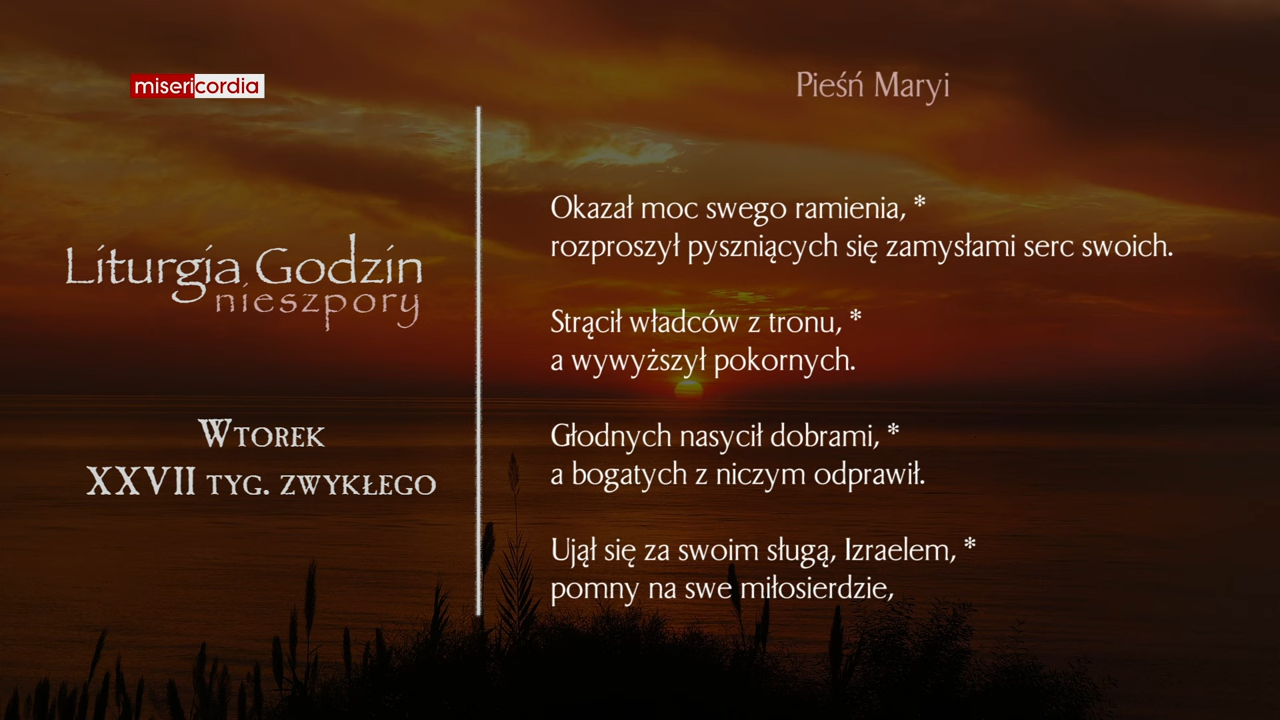 misericordia
Liturgia Godzin
nieszpory
Wtorek
XXVII tyg. zwykłego
Pieśń Maryi
Okazał moc swego ramienia, *
rozproszył pyszniących się zamysłami serc swoich.
Strącił władców z tronu, *
a wywyższył pokornych.
Głodnych nasycił dobrami, *
a bogatych z niczym odprawił.
Ujął się za swoim sługą, Izraelem, *
pomny na swe miłosierdzie,